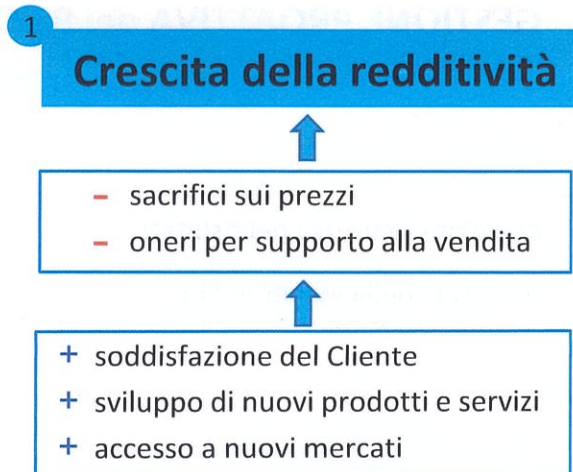 1
Crescita della redditività
- sacrifici sui prezzi
- oneri per supporto alla vendita
+ soddisfazione del Cliente
+ sviluppo di nuovi prodotti e servizi
+ accesso a nuovi mercati